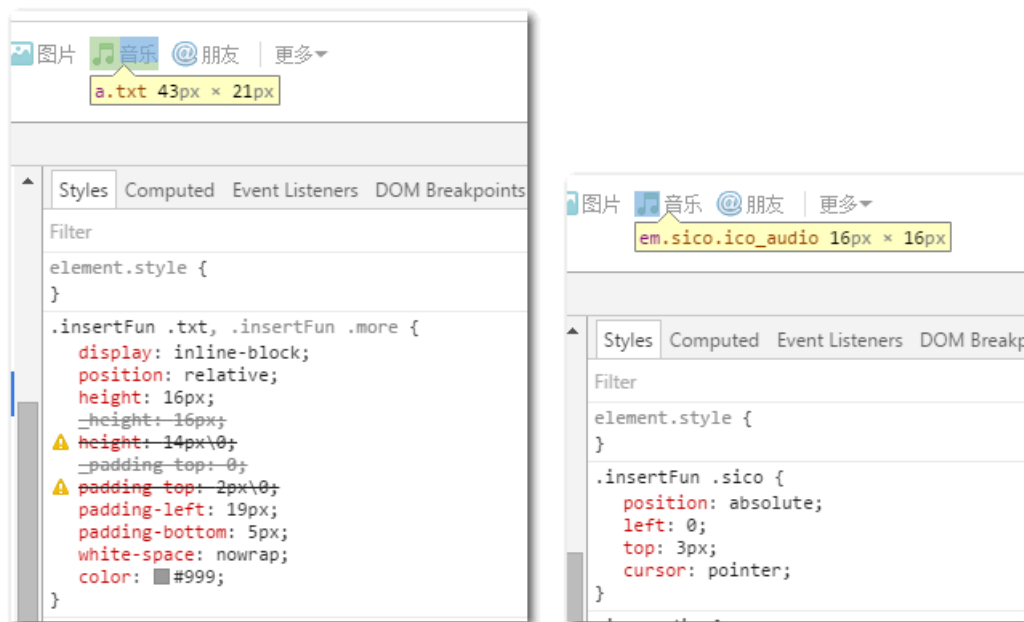 图片 音乐 朋友 更多
a.txt 43px × 21px
Styles Computed Event Listeners DOM Breakpoints
Filter
element.style {
}
.insertFun .txt, .insertFun .more {
display: inline-block;
position: relative;
height: 16px;
_height: 16px;
height: 14px\0;
_padding-top: 0;
padding-top: 2px\0;
padding-left: 19px;
padding-bottom: 5px;
white-space: nowrap;
color: #999;
}
图片 音乐 朋友 更多
em.sico.ico_audio 16px × 16px
Styles Computed Event Listeners DOM Breakp
Filter
element.style {
}
.insertFun .sico {
position: absolute;
left: 0;
top: 3px;
cursor: pointer;
}